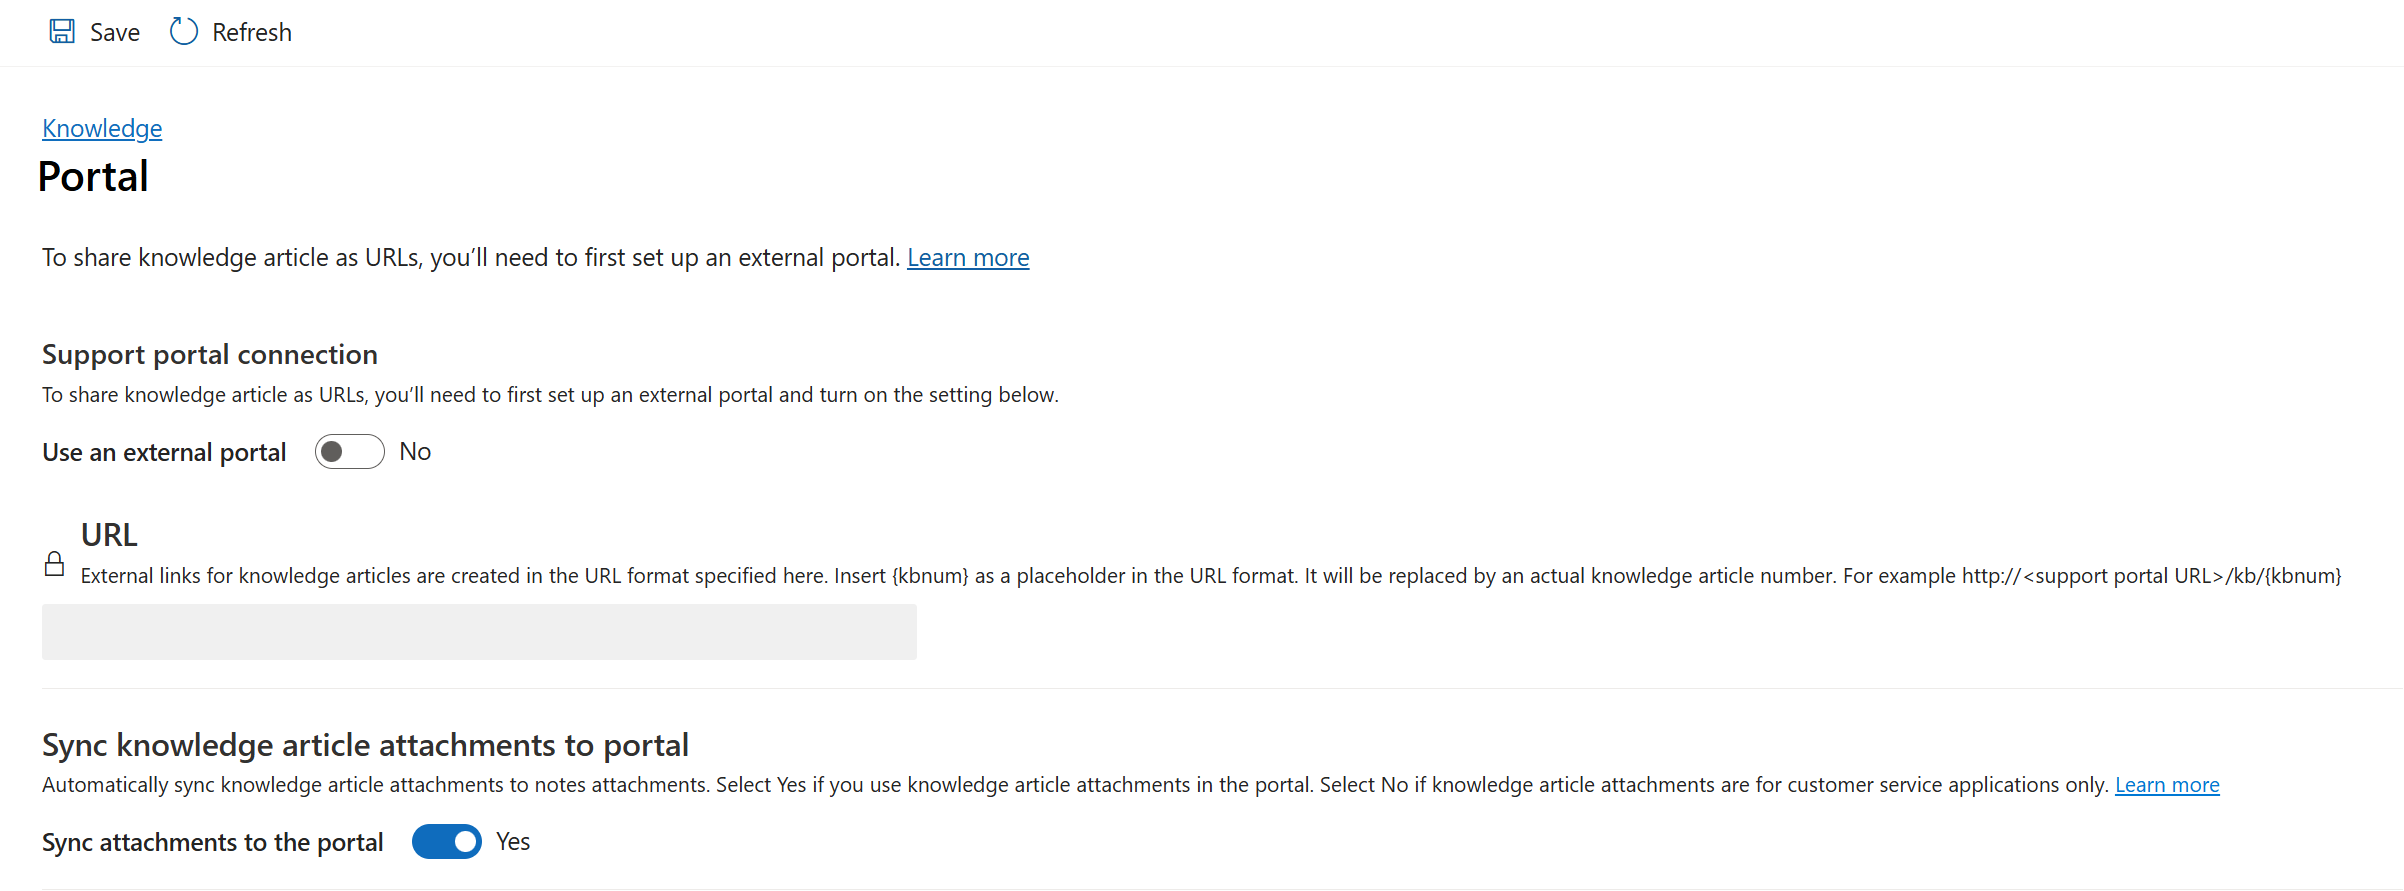 Save Refresh
Knowledge
Portal
To share knowledge article as URLs, you’ll need to first set up an external portal. Learn more
Support portal connection
To share knowledge article as URLs, you’ll need to first set up an external portal and turn on the setting below.
Use an external portal No
URL
External links for knowledge articles are created in the URL format specified here. Insert {kbnum} as a placeholder in the URL format. It will be replaced by an actual knowledge article number. For example http://<support portal URL>/kb/{kbnum}
Sync knowledge article attachments to portal
Automatically sync knowledge article attachments to notes attachments. Select Yes if you use knowledge article attachments in the portal. Select No if knowledge article attachments are for customer service applications only. Learn more
Sync attachments to the portal Yes